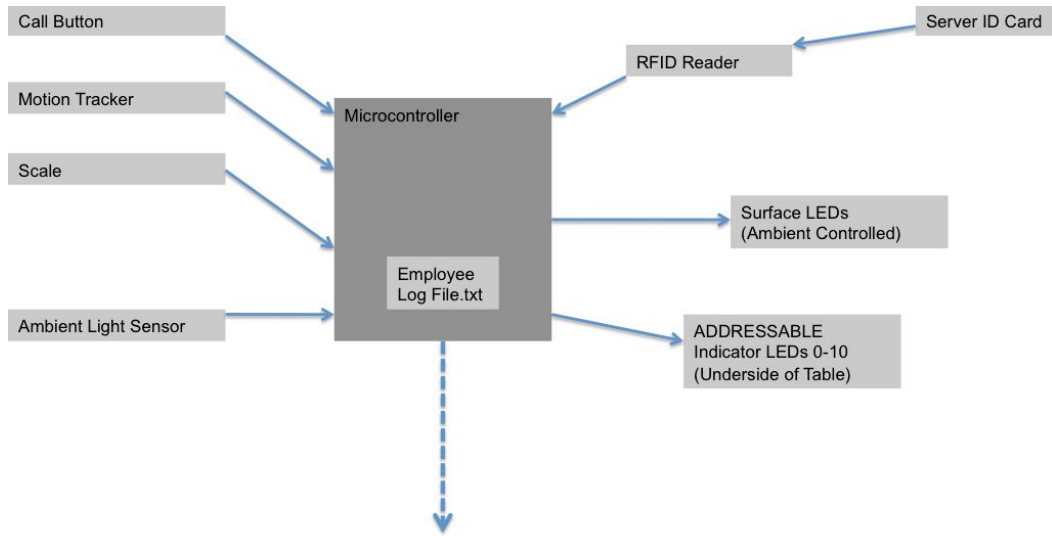 Call Button
Server ID Card
RFID Reader
Motion Tracker
Microcontroller
Scale
Surface LEDs
(Ambient Controlled)
Employee
Log File.txt
Ambient Light Sensor
ADDRESSABLE
Indicator LEDs 0-10
(Underside of Table)